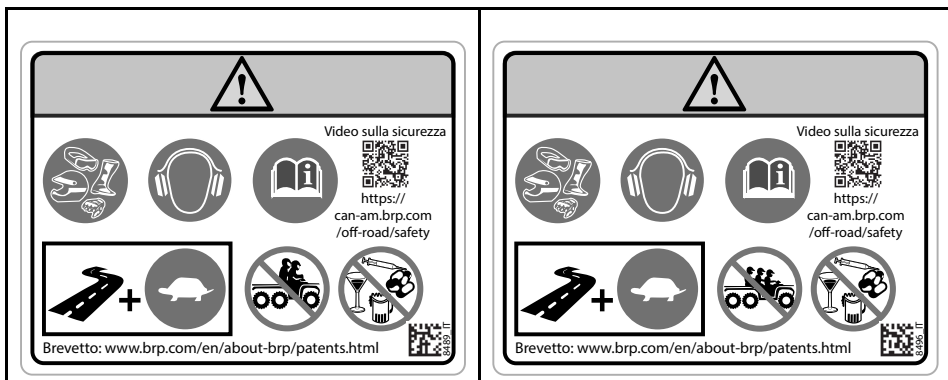 Video sulla sicurezza
https://
can-am.brp.com
/off-road/safety
Brevetto: www.brp.com/en/about-brp/patents.html
8489_IT
Video sulla sicurezza
https://
can-am.brp.com
/off-road/safety
Brevetto: www.brp.com/en/about-brp/patents.html
8496_IT